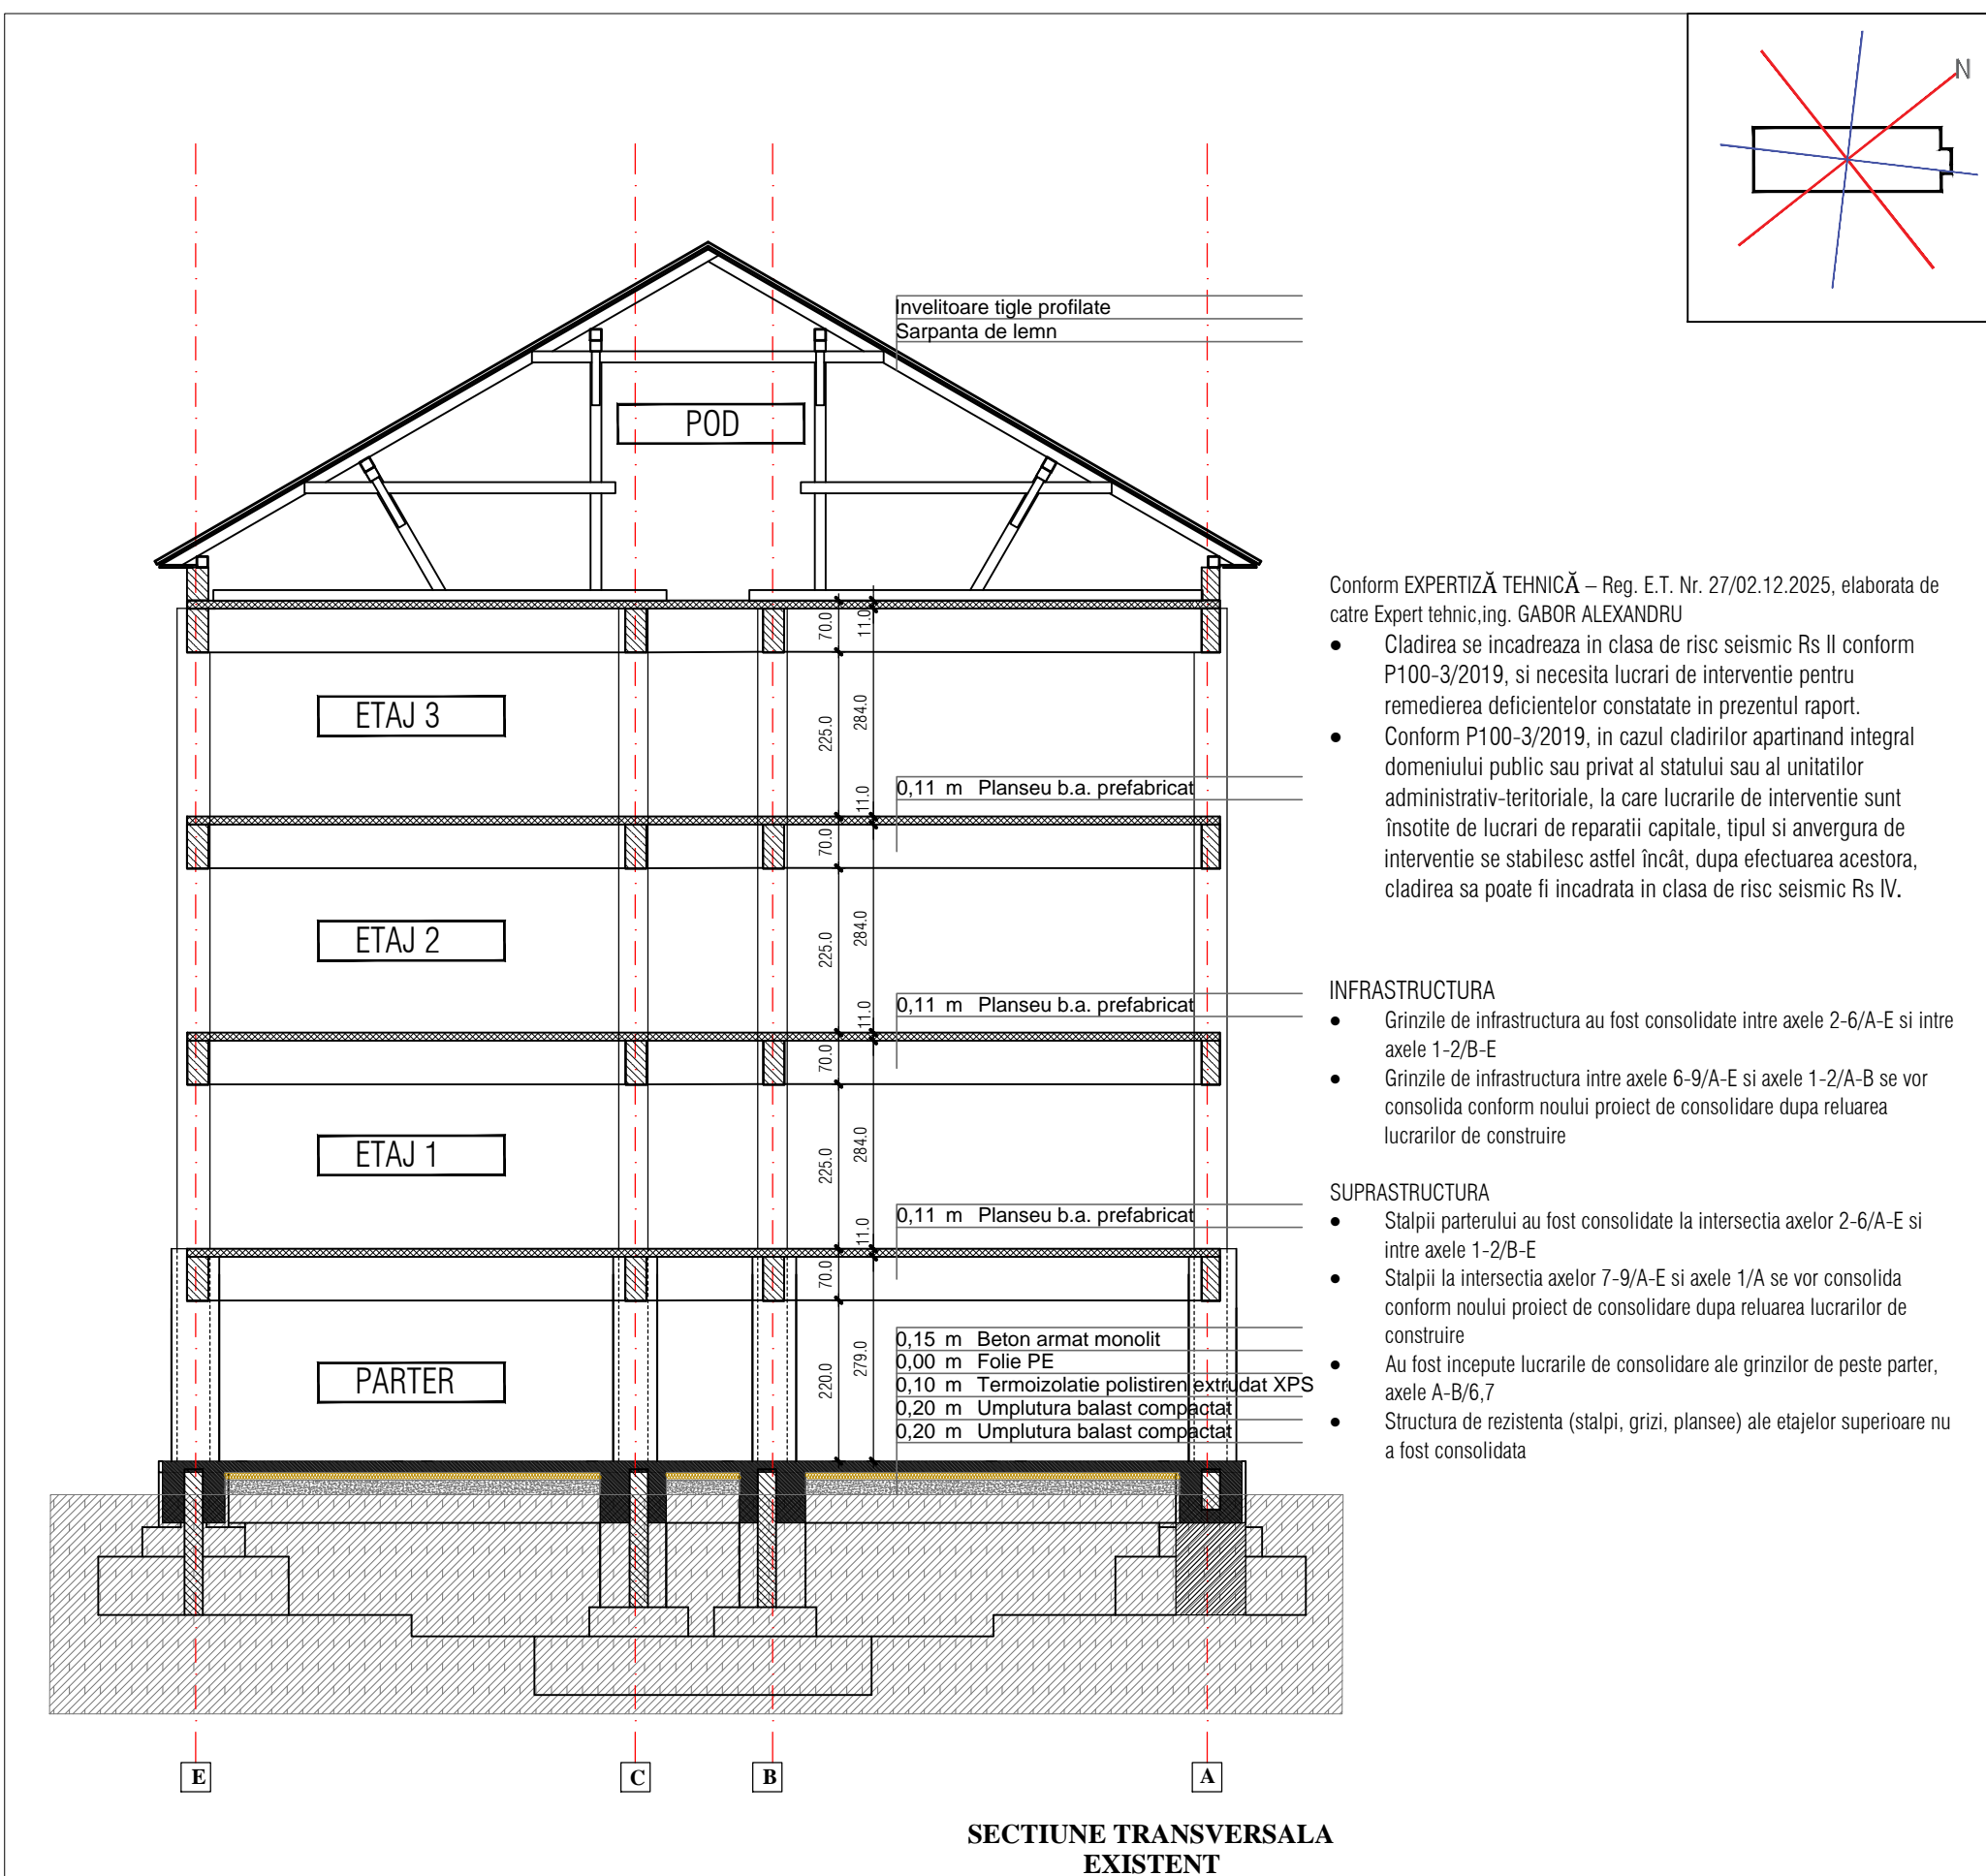 N
Invelitoare tigle profilate
Sarpanta de lemn
POD
70.0
11.0
ETAJ 3
225.0
284.0
0,11 m Planseu b.a. prefabricat
11.0
70.0
ETAJ 2
225.0
284.0
0,11 m Planseu b.a. prefabricat
11.0
70.0
ETAJ 1
225.0
284.0
0,11 m Planseu b.a. prefabricat
11.0
70.0
PARTER
220.0
279.0
0,15 m Beton armat monolit
0,00 m Folie PE
0,10 m Termoizolatie polistiren extrudat XPS
0,20 m Umplutura balast compactat
0,20 m Umplutura balast compactat
E
C
B
A
SECTIUNE TRANSVERSALA
EXISTENT
Conform EXPERTIZĂ TEHNICĂ – Reg. E.T. Nr. 27/02.12.2025, elaborata de
catre Expert tehnic,ing. GABOR ALEXANDRU
• Cladirea se incadreaza in clasa de risc seismic Rs II conform
P100-3/2019, si necesita lucrari de interventie pentru
remedierea deficientelor constatate in prezentul raport.
• Conform P100-3/2019, in cazul cladirilor apartinand integral
domeniului public sau privat al statului sau al unitatilor
administrativ-teritoriale, la care lucrarile de interventie sunt
însotite de lucrari de reparatii capitale, tipul si anvergura de
interventie se stabilesc astfel încât, dupa efectuarea acestora,
cladirea sa poate fi incadrata in clasa de risc seismic Rs IV.
INFRASTRUCTURA
• Grinzile de infrastructura au fost consolidate intre axele 2-6/A-E si intre
axele 1-2/B-E
• Grinzile de infrastructura intre axele 6-9/A-E si axele 1-2/A-B se vor
consolida conform noului proiect de consolidare dupa reluarea
lucrarilor de construire
SUPRASTRUCTURA
• Stalpii parterului au fost consolidate la intersectia axelor 2-6/A-E si
intre axele 1-2/B-E
• Stalpii la intersectia axelor 7-9/A-E si axele 1/A se vor consolida
conform noului proiect de consolidare dupa reluarea lucrarilor de
construire
• Au fost incepute lucrarile de consolidare ale grinzilor de peste parter,
axele A-B/6,7
• Structura de rezistenta (stalpi, grizi, plansee) ale etajelor superioare nu
a fost consolidata